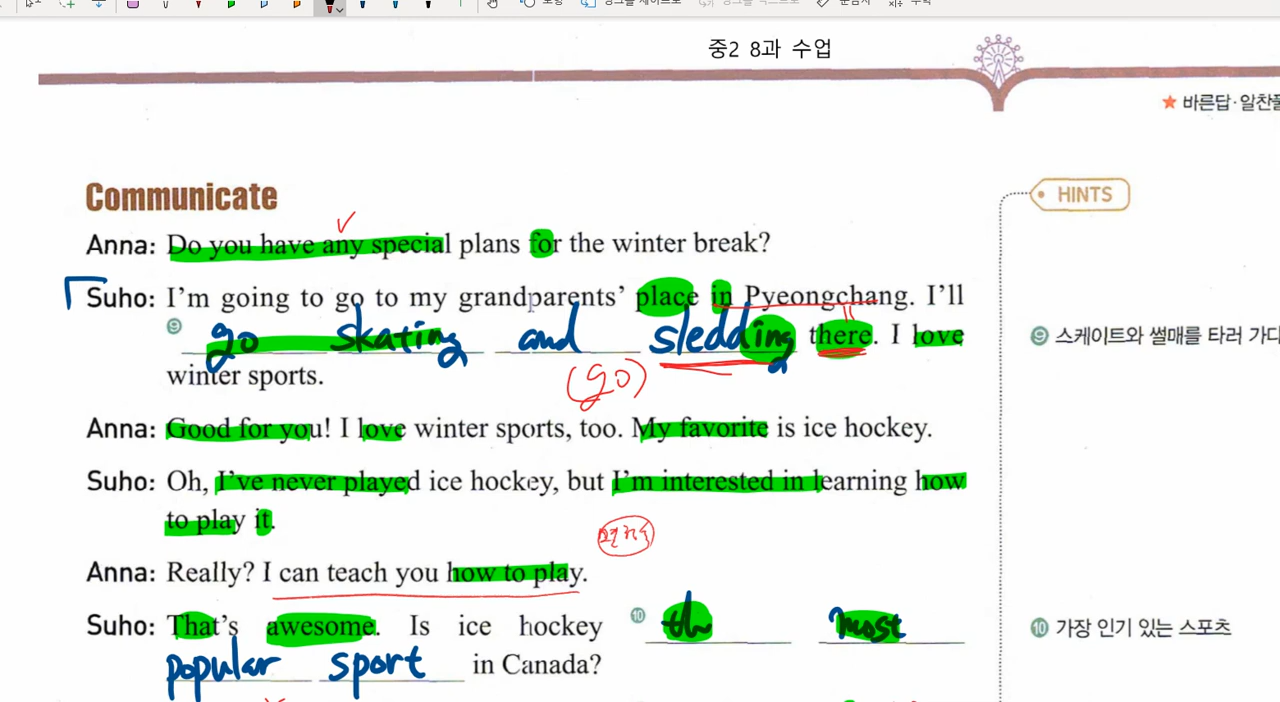 중2 8과 수업
★ 바른답·알찬
Communicate
HINTS
Anna: Do you have any special plans for the winter break?
Suho: I'm going to go to my grandparents' place in Pyeongchang. I'll
⑨ go skating and sledding there. I love
⑨ 스케이트와 썰매를 타러 가다
(go)
winter sports.
Anna: Good for you! I love winter sports, too. My favorite is ice hockey.
Suho: Oh, I've never played ice hockey, but I'm interested in learning how
to play it.
Anna: Really? I can teach you how to play.
Suho: That's awesome. Is ice hockey ⑩ the most
⑩ 가장 인기 있는 스포츠
popular sport in Canada?